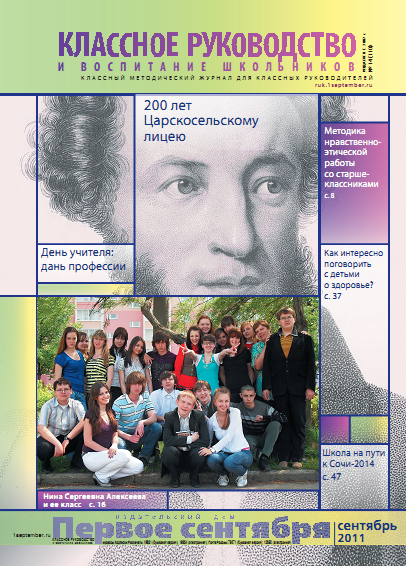 КЛАССНОЕ РУКОВОДСТВО
И ВОСПИТАНИЕ ШКОЛЬНИКОВ
КЛАССНЫЙ МЕТОДИЧЕСКИЙ ЖУРНАЛ ДЛЯ КЛАССНЫХ РУКОВОДИТЕЛЕЙ
ruk.1september.ru
200 лет
Царскосельскому
лицею
Методика
нравственно-
этической
работы
со старше-
классниками
с.8
День учителя:
дань профессии
Как интересно
поговорить
с детьми
о здоровье?
с. 37
Школа на пути
к Сочи-2014
с. 47
Нина Сергеевна Алексеева
и ее класс с. 16
издательский дом
Первое сентября
1september.ru
сентябрь
2011